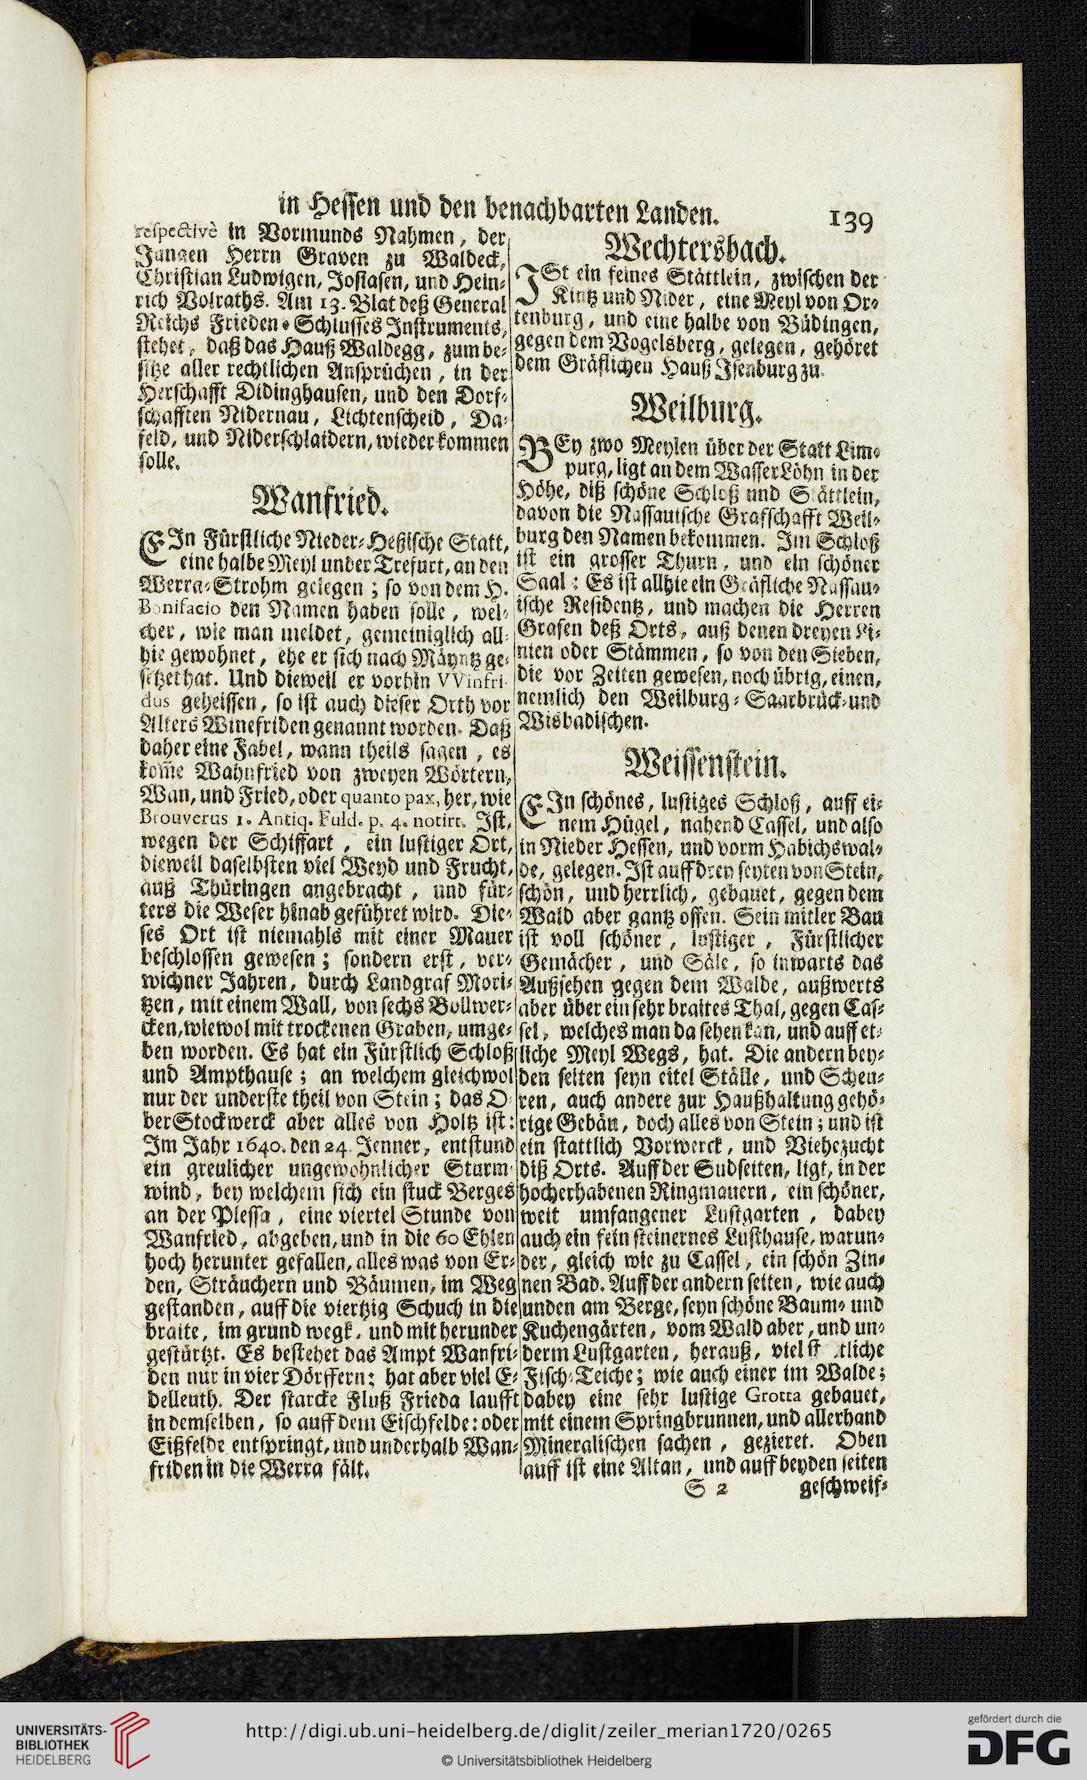 in Hessen und den benachbarten Landen. 139
respectivè in Vormunds Nahmen, der
Jungen Herrn Graven zu Waldeck,
Christian Ludwigen, Josiasen, und Hein-
rich Volraths. Am 13. Blat deß General
Reichs Frieden-Schlusses Instruments,
stehet, daß das Hauß Waldegg, zum be-
sitze aller rechtlichen Ansprüchen, in der
Herschafft Didinghausen, und den Dorf-
schafften Nidernau, Lichtenscheid, Da-
feld, und Niderschlaidern, wieder kommen
solle.
Wanfried.
EIn Fürstliche Nieder-Heßische Statt,
eine halbe Meyl under Trefurt, an den
Werra-Strohm gelegen; so von dem H.
Bonifacio den Namen haben solle, wel-
cher, wie man meldet, gemeiniglich all-
hie gewohnet, ehe er sich nach Mäyntz ge-
setzet hat. Und dieweil er vorhin VVinfri-
dus geheissen, so ist auch dieser Orth vor
Alters Winefriden genannt worden. Daß
daher eine Fabel, wann theils sagen, es
kom̃e Wahnfried von zweyen Wörtern,
Wan, und Fried, oder quanto pax, her, wie
Brouverus 1. Antiq. Fuld. p. 4. notirt. Ist,
wegen der Schiffart, ein lustiger Ort,
dieweil daselbsten viel Weyd und Frucht,
auß Thüringen angebracht, und für-
ters die Weser hinab geführet wird. Die-
ses Ort ist niemahls mit einer Mauer
beschlossen gewesen; sondern erst, ver-
wichner Jahren, durch Landgraf Mori-
tzen, mit einem Wall, von sechs Bollwer-
cken, wiewol mit trockenen Graben, umge-
ben worden. Es hat ein Fürstlich Schloß
und Ampthause; an welchem gleichwol
nur der underste theil von Stein; das O-
ber Stockwerck aber alles von Holtz ist:
Im Jahr 1640. den 24. Jenner, entstund
ein greulicher ungewohnlicher Sturm-
wind, bey welchem sich ein stuck Berges
an der Plessa, eine viertel Stunde von
Wanfried, abgeben, und in die 60 Ehlen
hoch herunter gefallen, alles was von Er-
den, Sträuchern und Bäumen, im Weg
gestanden, auff die viertzig Schuch in die
braite, im grund wegk, und mit herunder
gestürtzt. Es bestehet das Ampt Wanfri-
den nur in vier Dörffern: hat aber viel E-
delleuth. Der starcke Fluß Frieda laufft
in demselben, so auff dem Eischfelde: oder
Eißfelde entspringt, und underhalb Wan-
friden in die Werra fält.
Wechtersbach.
ISt ein feines Stättlein, zwischen der
Kintz und Nider, eine Meyl von Or-
tenburg, und eine halbe von Büdingen,
gegen dem Vogelsberg, gelegen, gehöret
dem Gräflichen Hauß Isenburg zu.
Weilburg.
BEy zwo Meylen über der Statt Lim-
purg, ligt an dem Wasser Löhn in der
Höhe, diß schöne Schloß und Stättlein,
davon die Nassauische Grafschafft Weil-
burg den Namen bekommen. Im Schloß
ist ein grosser Thurn, und ein schöner
Saal: Es ist allhie ein Gräfliche Nassau-
ische Residentz, und machen die Herren
Grafen deß Orts, auß denen dreyen Li-
nien oder Stämmen, so von den Sieben,
die vor Zeiten gewesen, noch übrig, einen,
nemlich den Weilburg-Saarbrück- und
Wisbadischen.
Weissenstein.
EIn schönes, lustiges Schloß, auff ei-
nem Hügel, nahend Cassel, und also
in Nieder Hessen, und vorm Habichswal-
de, gelegen. Ist auff drey seyten von Stein,
schön, und herrlich, gebauet, gegen dem
Wald aber gantz offen. Sein mitler Bau
ist voll schöner, lustiger, Fürstlicher
Gemächer, und Säle, so inwarts das
Außsehen gegen dem Walde, außwerts
aber über ein sehr braites Thal, gegen Cas-
sel, welches man da sehen kan, und auff et-
liche Meyl Wegs, hat. Die andern bey-
den seiten seyn eitel Ställe, und Scheu-
ren, auch andere zur Haußhaltung gehö-
rige Gebäu, doch alles von Stein; und ist
ein stattlich Vorwerck, und Viehezucht
diß Orts. Auff der Sudseiten, ligt, in der
hocherhabenen Ringmauern, ein schöner,
weit umfangener Lustgarten, dabey
auch ein fein steinernes Lusthause, warun-
der, gleich wie zu Cassel, ein schön Zin-
nen Bad. Auff der andern seiten, wie auch
unden am Berge, seyn schöne Baum- und
Kuchengärten, vom Wald aber, und un-
derm Lustgarten, herauß, viel
Fisch-Teiche; wie auch einer im Walde;
dabey eine sehr lustige Grotta gebauet,
mit einem Springbrunnen, und allerhand
Mineralischen sachen, gezieret. Oben
auff ist eine Altan, und auff beyden seiten
S 2 geschweif-
UNIVERSITÄTS-
BIBLIOTHEK
HEIDELBERG
http://digi.ub.uni-heidelberg.de/diglit/zeiler_merian1720/0265
© Universitätsbibliothek Heidelberg
gefördert durch die
DFG